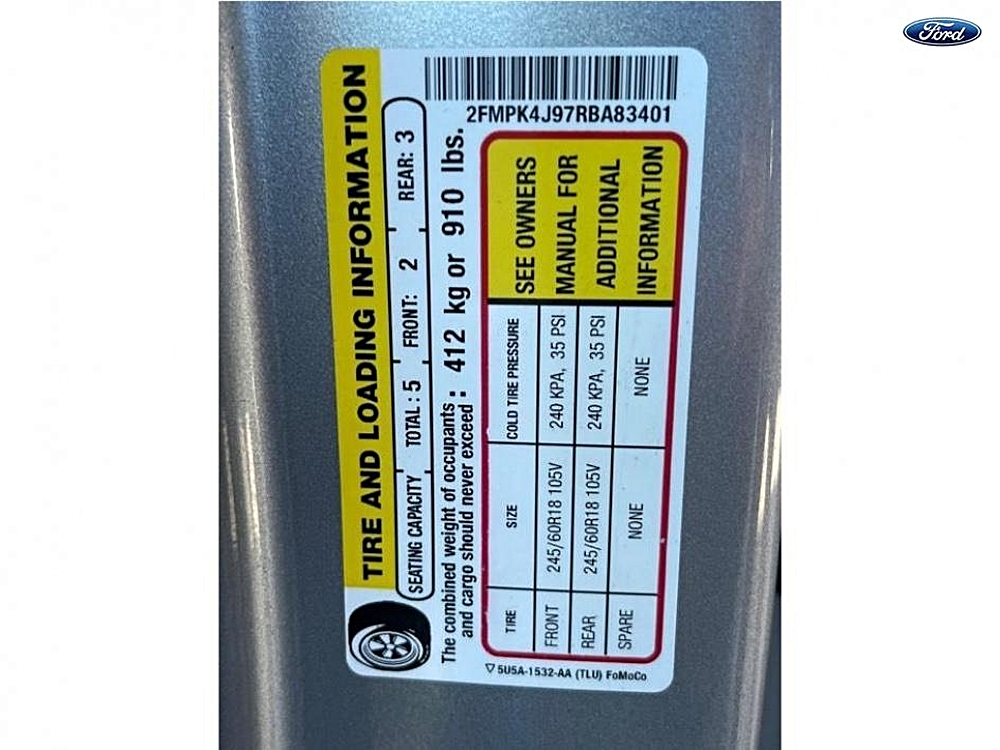 Ford
TIRE AND LOADING INFORMATION
SEATING CAPACITY TOTAL : 5 FRONT: 2 REAR: 3
The combined weight of occupants
and cargo should never exceed : 412 kg or 910 lbs.
2FMPK4J97RBA83401
TIRE SIZE COLD TIRE PRESSURE
FRONT 245/60R18 105V 240 KPA, 35 PSI
REAR 245/60R18 105V 240 KPA, 35 PSI
SPARE NONE NONE
SEE OWNERS
MANUAL FOR
ADDITIONAL
INFORMATION
5U5A-1532-AA (TLU) FoMoCo